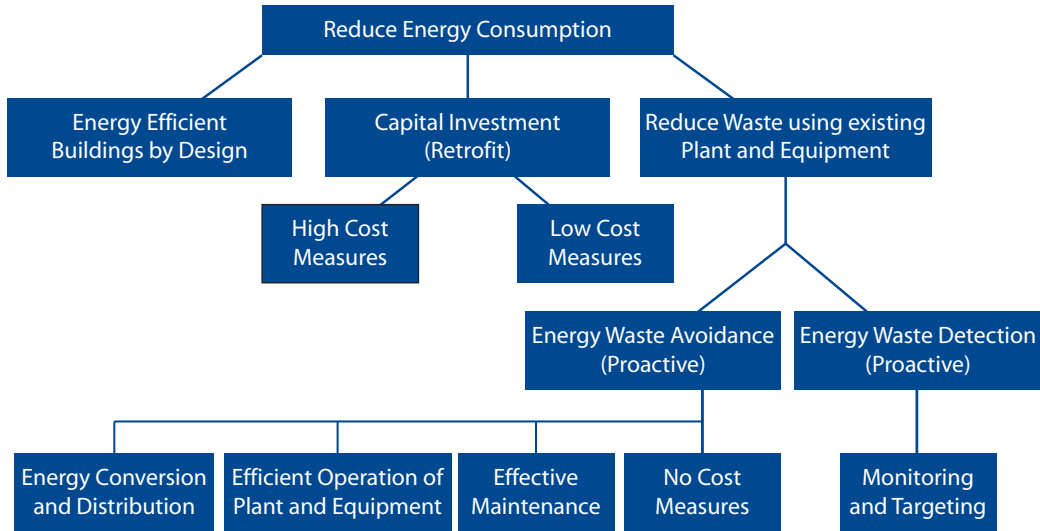 Reduce Energy Consumption
Energy Efficient
Buildings by Design
Capital Investment
(Retrofit)
Reduce Waste using existing
Plant and Equipment
High Cost
Measures
Low Cost
Measures
Energy Waste Avoidance
(Proactive)
Energy Waste Detection
(Proactive)
Energy Conversion
and Distribution
Efficient Operation of
Plant and Equipment
Effective
Maintenance
No Cost
Measures
Monitoring
and Targeting